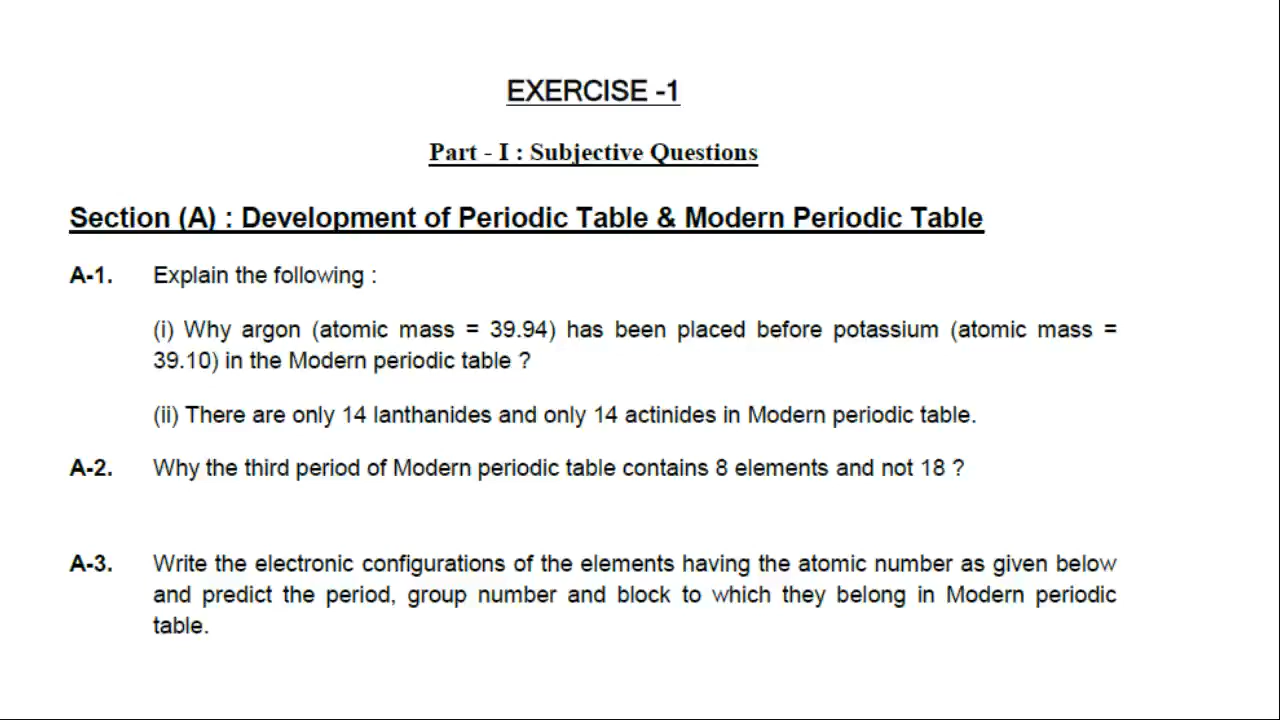 EXERCISE -1
Part - I : Subjective Questions
Section (A) : Development of Periodic Table & Modern Periodic Table
A-1. Explain the following :
(i) Why argon (atomic mass = 39.94) has been placed before potassium (atomic mass =
39.10) in the Modern periodic table ?
(ii) There are only 14 lanthanides and only 14 actinides in Modern periodic table.
A-2. Why the third period of Modern periodic table contains 8 elements and not 18 ?
A-3. Write the electronic configurations of the elements having the atomic number as given below
and predict the period, group number and block to which they belong in Modern periodic
table.